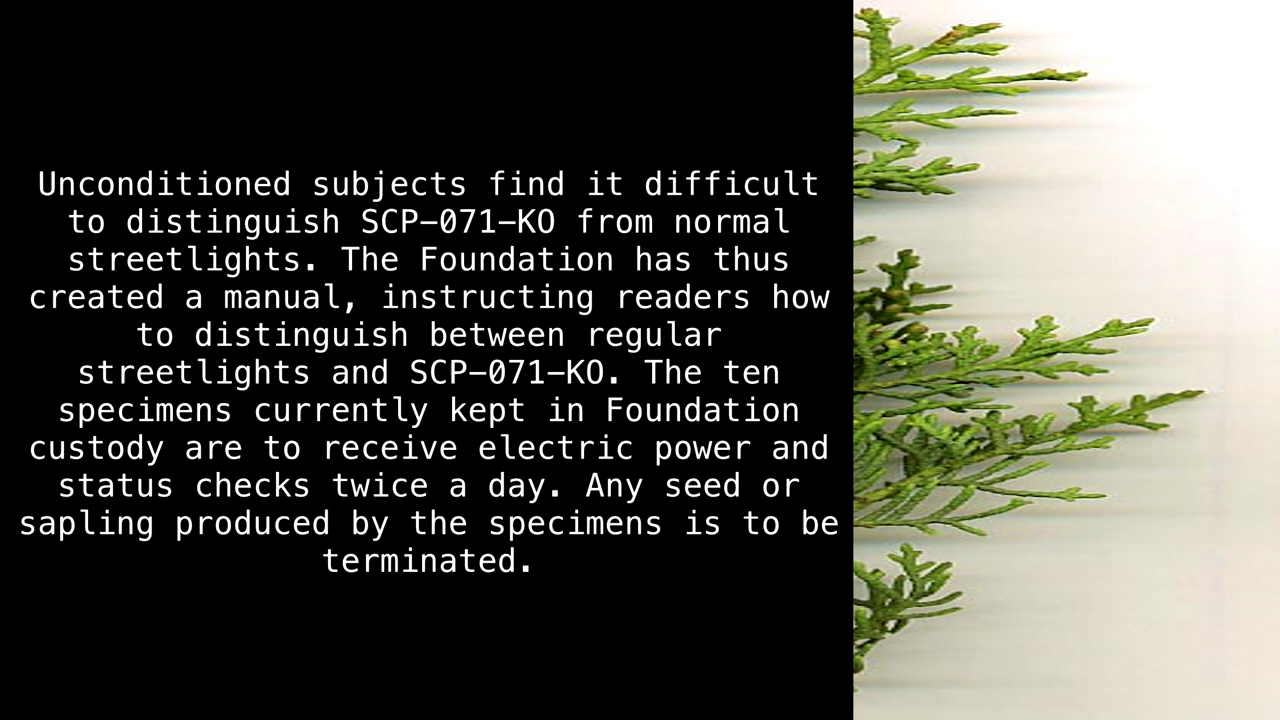 Unconditioned subjects find it difficult
to distinguish SCP-071-KO from normal
streetlights. The Foundation has thus
created a manual, instructing readers how
to distinguish between regular
streetlights and SCP-071-KO. The ten
specimens currently kept in Foundation
custody are to receive electric power and
status checks twice a day. Any seed or
sapling produced by the specimens is to be
terminated.